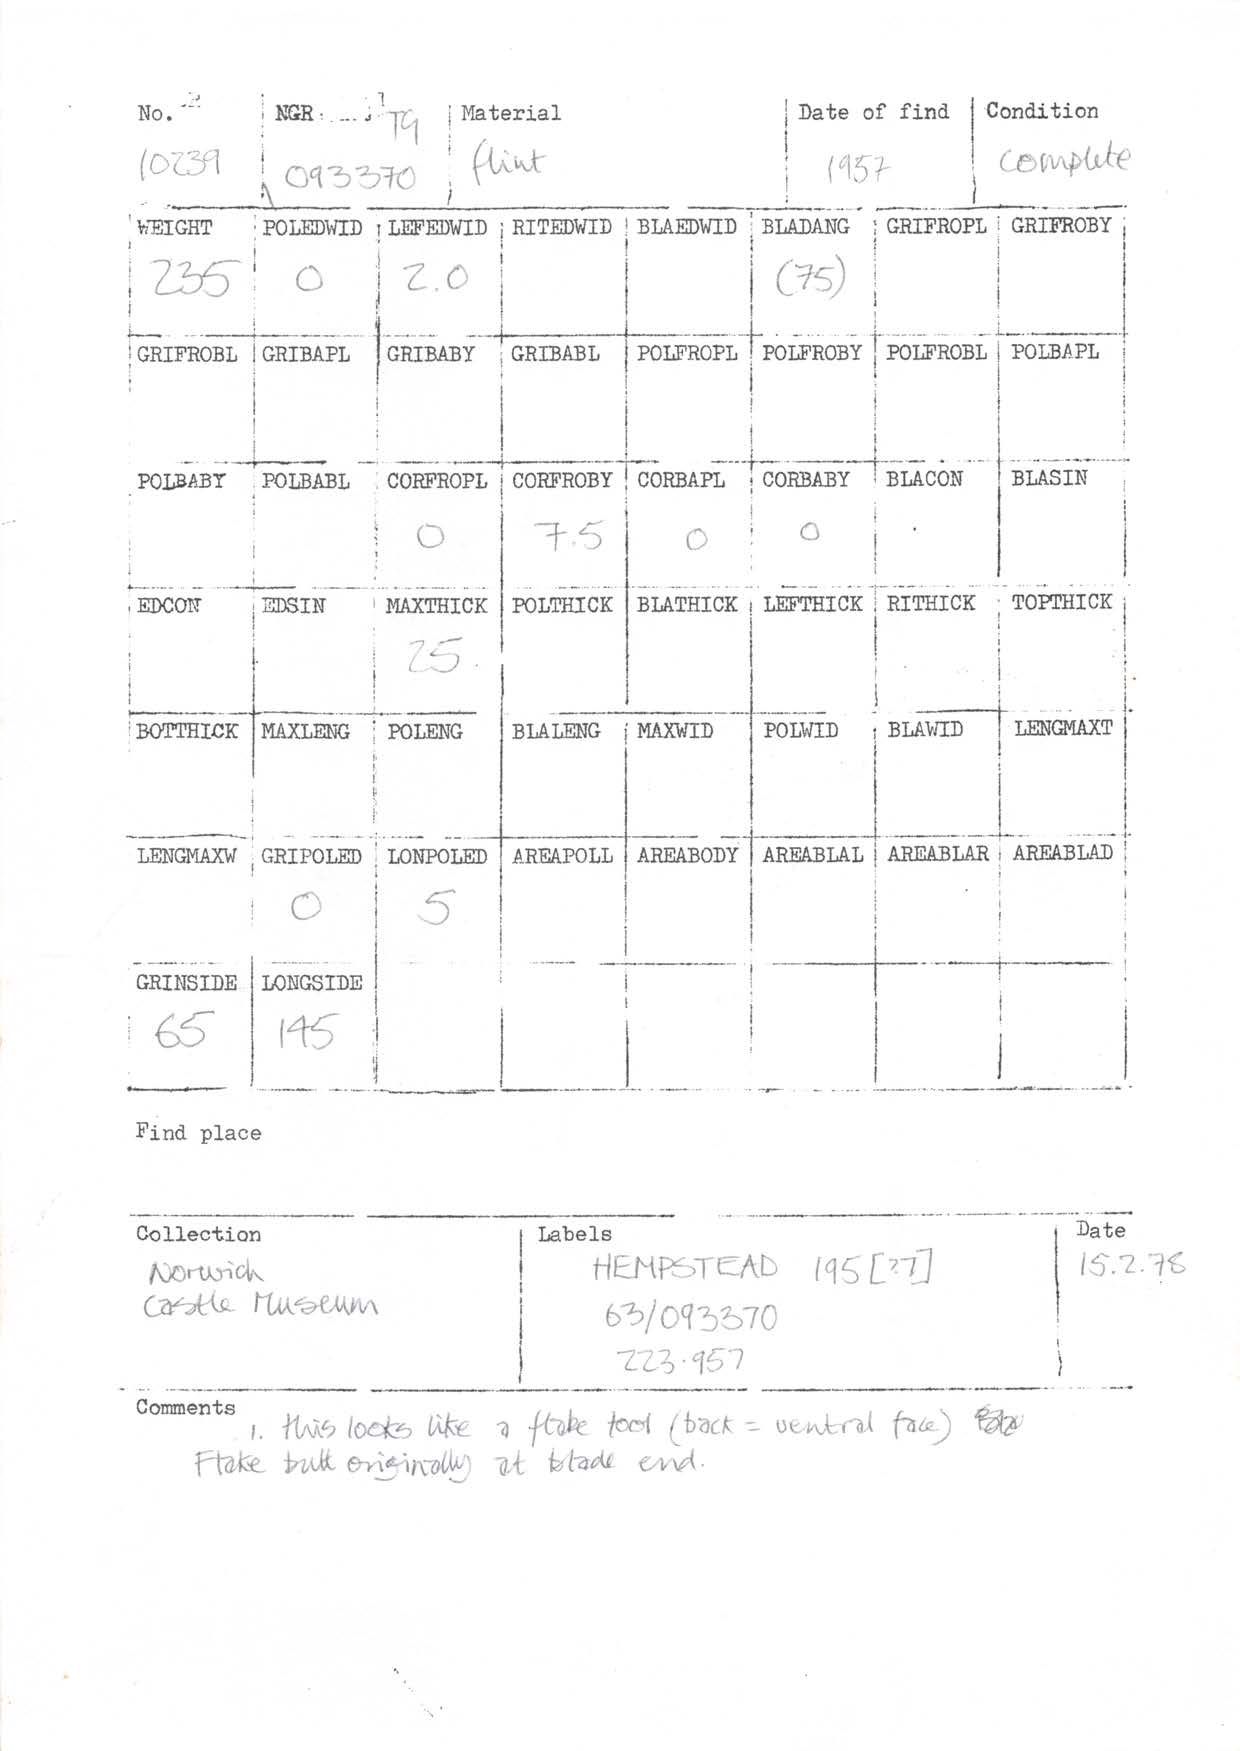 No. NGR TG Material Date of find Condition
10239 093370 flint 1957 complete
WEIGHT POLEDWID LEFEDWID RITEDWID BLAEDWID BLADANG GRIFROPL GRIFROBY
235 0 2.0 (75)
GRIFROBL GRIBAPL GRIBABY GRIBABL POLFROPL POLFROBY POLFROBL POLBAPL
POLBABY POLBABL CORFROPL CORFROBY CORBAPL CORBABY BLACON BLASIN
0 7.5 0 0
EDCON EDSIN MAXTHICK POLTHICK BLATHICK LEFTHICK RITHICK TOPTHICK
25
BOTTHICK MAXLENG POLENG BLALENG MAXWID POLWID BLAWID LENGMAXT
LENGMAXW GRIPOLED LONPOLED AREAPOLL AREABODY AREABLAL AREABLAR AREABLAD
0 5
GRINSIDE LONGSIDE
65 145
Find place
Collection Labels Date
Norwich HEMPSTEAD 195[?7] 15.2.78
Castle Museum 63/093370
223.957
Comments
1. this looks like a flake tool (back = ventral face)
Flake butt originally at blade end.